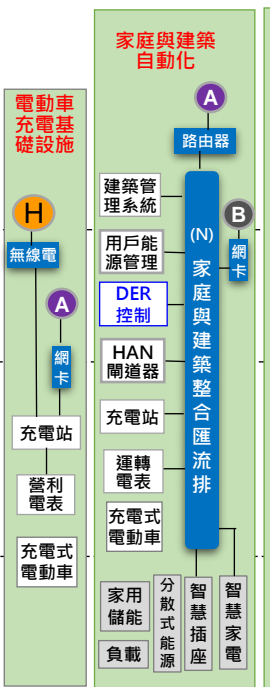 電動車
充電基
礎設施
H
無線電
A
網
卡
充電站
營利
電表
充電式
電動車
家庭與建築
自動化
A
路由器
建築管
理系統
用戶能
源管理
DER
控制
HAN
閘道器
充電站
運轉
電表
充電式
電動車
(N)
家
庭
與
建
築
整
合
匯
流
排
B
網
卡
家用
儲能
負載
分
散
式
能
源
智
慧
插
座
智
慧
家
電